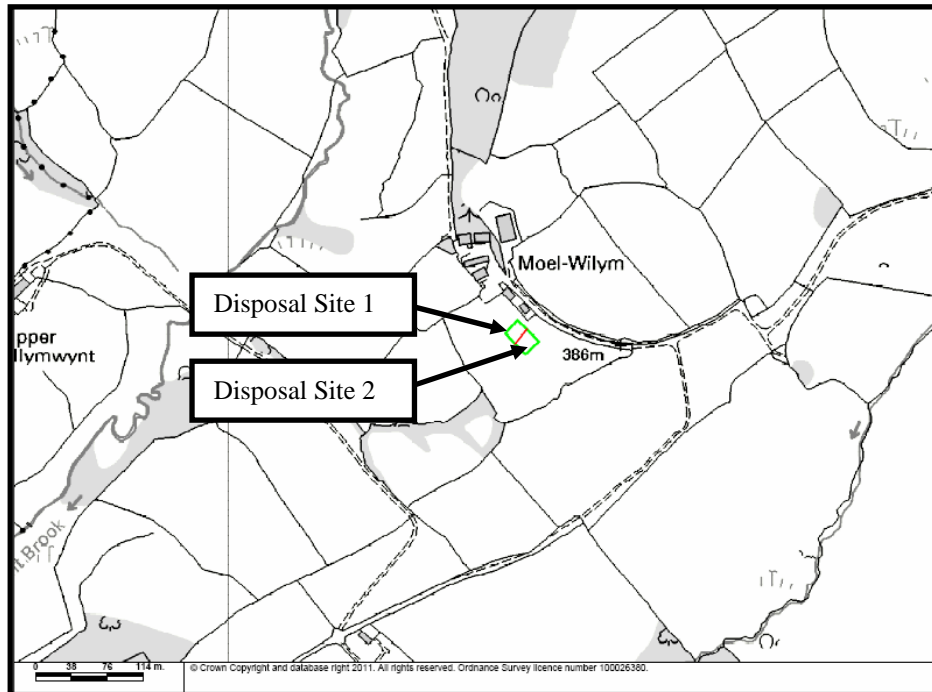 Moel-Wilym
Disposal Site 1
pper
llymwynt
386m
Disposal Site 2
nt.Brook
0 38 76 114 m.
© Crown Copyright and database right 2011. All rights reserved. Ordnance Survey licence number 100026380.